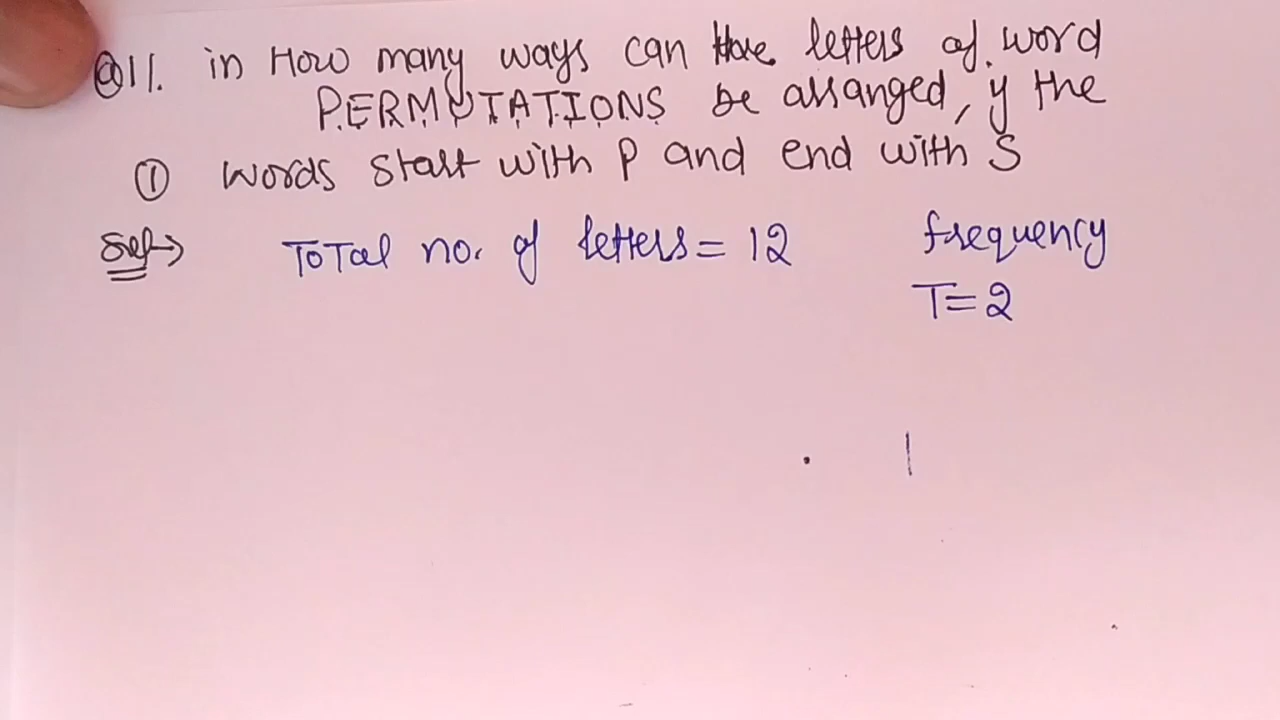 Q11. in How many ways can the letters of word
PERMUTATIONS be arranged, if the
① words start with P and end with S
Sol→ Total no. of letters = 12 frequency
T=2